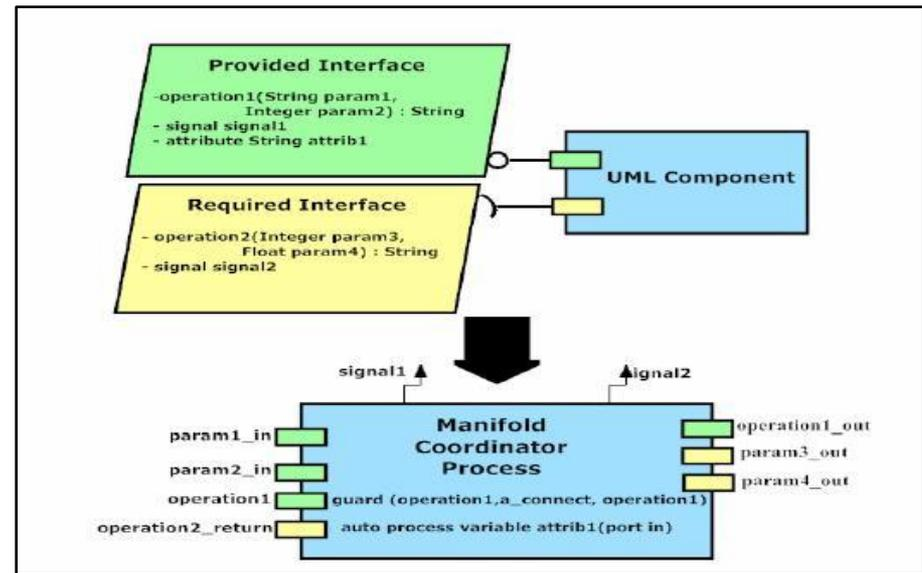 Provided Interface
-operation1(String param1,
Integer param2) : String
- signal signal1
- attribute String attrib1
UML Component
Required Interface
- operation2(Integer param3,
Float param4) : String
- signal signal2
signal1
signal2
Manifold
Coordinator
Process
param1_in
param2_in
operation1
operation2_return
guard (operation1,a_connect, operation1)
auto process variable attrib1(port in)
operation1_out
param3_out
param4_out